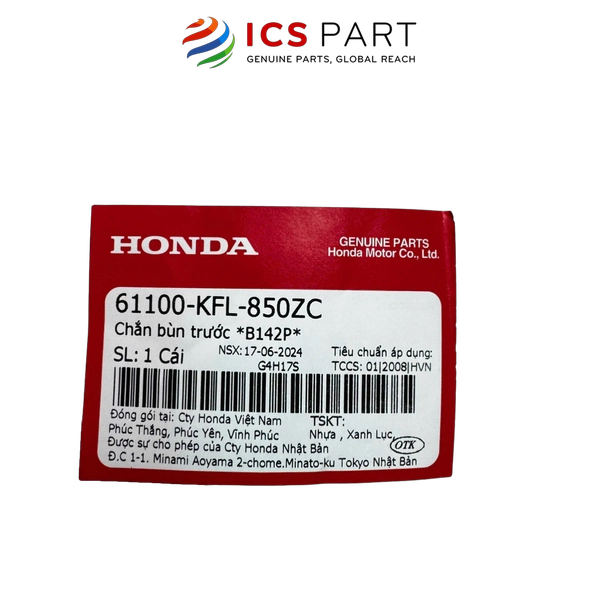 ICS PART
GENUINE PARTS, GLOBAL REACH
HONDA
GENUINE PARTS
Honda Motor Co., Ltd.
61100-KFL-850ZC
Chắn bùn trước *B142P*
SL: 1 Cái
NSX: 17-06-2024
G4H17S
Tiêu chuẩn áp dụng:
TCCS: 01|2008|HVN
Đóng gói tại: Cty Honda Việt Nam
Phúc Thắng, Phúc Yên, Vĩnh Phúc
TSKT:
Nhựa , Xanh Lục,
Được sự cho phép của Cty Honda Nhật Bản
OTK
Đ.C 1-1. Minami Aoyama 2-chome.Minato-ku Tokyo Nhật Bản